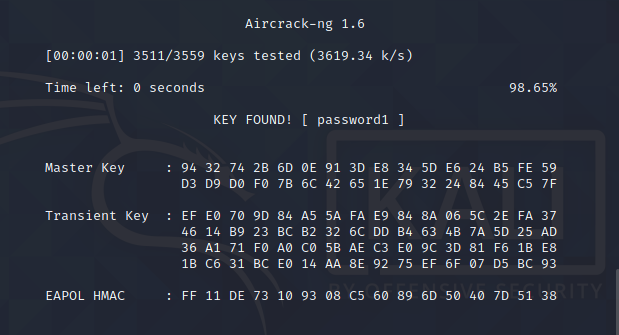 Aircrack-ng 1.6
[00:00:01] 3511/3559 keys tested (3619.34 k/s)
Time left: 0 seconds 98.65%
KEY FOUND! [ password1 ]
Master Key : 94 32 74 2B 6D 0E 91 3D E8 34 5D E6 24 B5 FE 59
D3 D9 D0 F0 7B 6C 42 65 1E 79 32 24 84 45 C5 7F
Transient Key : EF E0 70 9D 84 A5 5A FA E9 84 8A 06 5C 2E FA 37
46 14 B9 23 BC B2 32 6C DD B4 63 4B 7A 5D 25 AD
36 A1 71 F0 A0 C0 5B AE C3 E0 9C 3D 81 F6 1B E8
1B C6 31 BC E0 14 AA 8E 92 75 EF 6F 07 D5 BC 93
EAPOL HMAC : FF 11 DE 73 10 93 08 C5 60 89 6D 50 40 7D 51 38
KALI
BY OFFENSIVE SECURITY